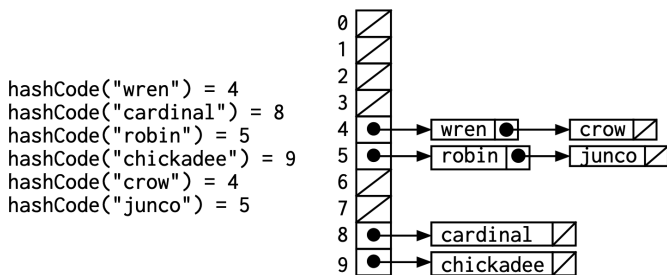 hashCode("wren") = 4
hashCode("cardinal") = 8
hashCode("robin") = 5
hashCode("chickadee") = 9
hashCode("crow") = 4
hashCode("junco") = 5
0
1
2
3
4 wren crow
5 robin junco
6
7
8 cardinal
9 chickadee